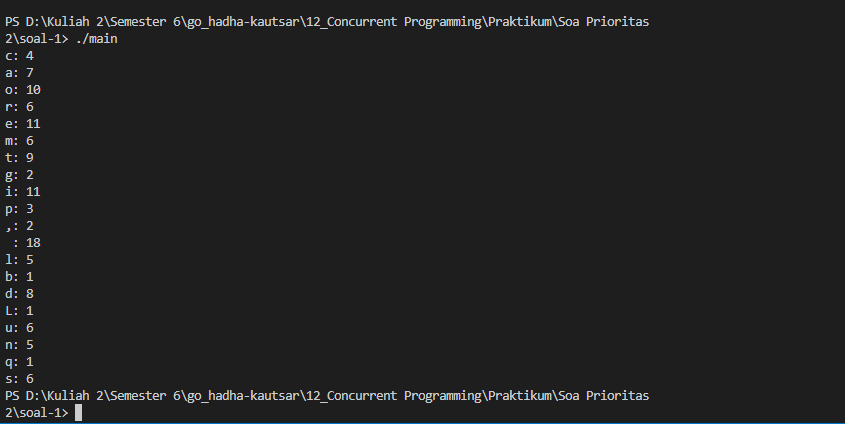 PS D:\Kuliah 2\Semester 6\go_hadha-kautsar\12_Concurrent Programming\Praktikum\Soa Prioritas
2\soal-1> ./main
c: 4
a: 7
o: 10
r: 6
e: 11
m: 6
t: 9
g: 2
i: 11
p: 3
,: 2
 : 18
l: 5
b: 1
d: 8
L: 1
u: 6
n: 5
q: 1
s: 6
PS D:\Kuliah 2\Semester 6\go_hadha-kautsar\12_Concurrent Programming\Praktikum\Soa Prioritas
2\soal-1>